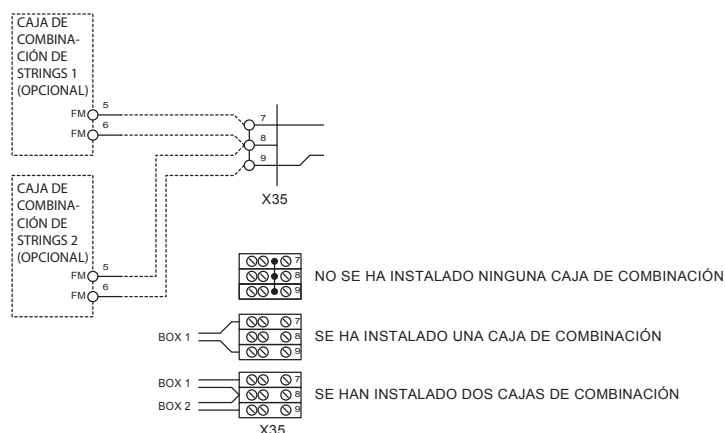 CAJA DE
COMBINA-
CIÓN DE
STRINGS 1
(OPCIONAL)
FM 5
FM 6
7
8
9
X35
CAJA DE
COMBINA-
CIÓN DE
STRINGS 2
(OPCIONAL)
FM 5
FM 6
7
8 NO SE HA INSTALADO NINGUNA CAJA DE COMBINACIÓN
9
7
BOX 1 8 SE HA INSTALADO UNA CAJA DE COMBINACIÓN
9
BOX 1 7
8 SE HAN INSTALADO DOS CAJAS DE COMBINACIÓN
BOX 2 9
X35